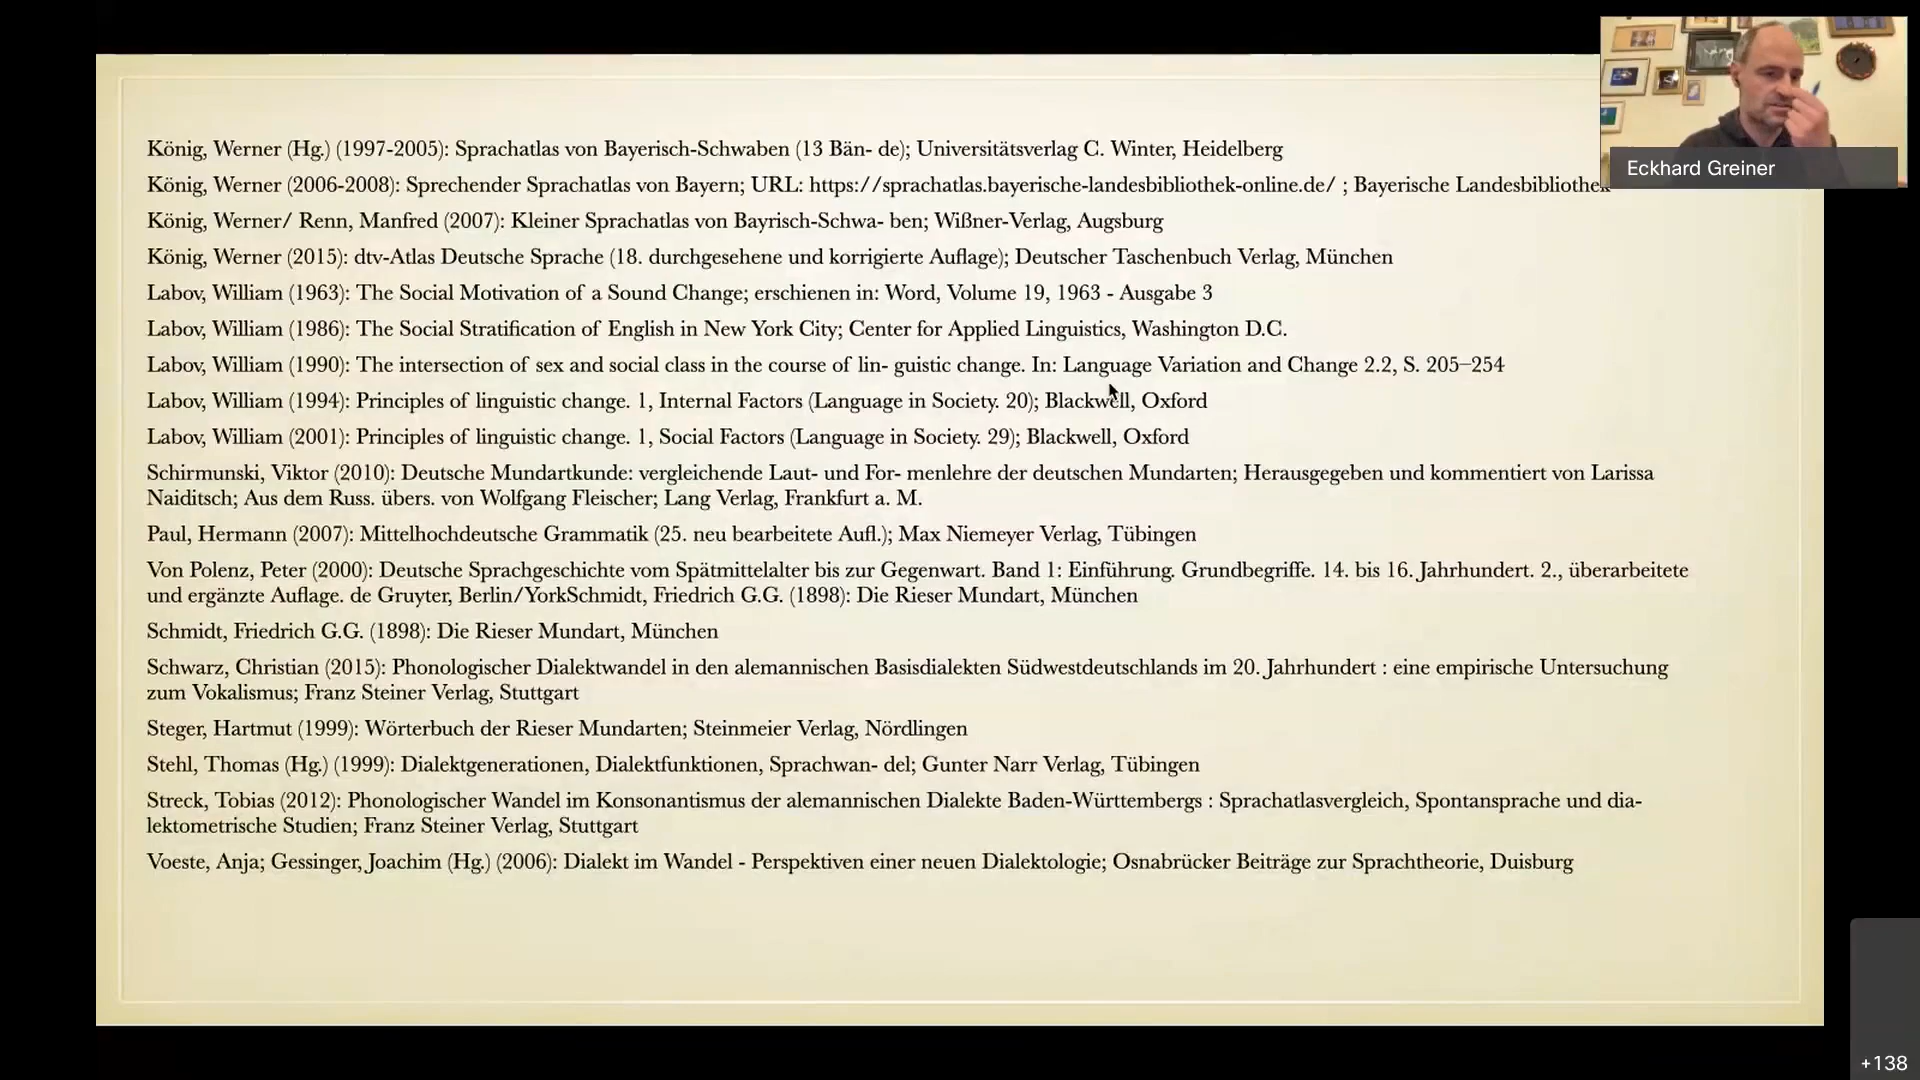 König, Werner (Hg.) (1997-2005): Sprachatlas von Bayerisch-Schwaben (13 Bän- de); Universitätsverlag C. Winter, Heidelberg
König, Werner (2006-2008): Sprechender Sprachatlas von Bayern; URL: https://sprachatlas.bayerische-landesbibliothek-online.de/ ; Bayerische Landesbibliothek
König, Werner/ Renn, Manfred (2007): Kleiner Sprachatlas von Bayrisch-Schwa- ben; Wißner-Verlag, Augsburg
König, Werner (2015): dtv-Atlas Deutsche Sprache (18. durchgesehene und korrigierte Auflage); Deutscher Taschenbuch Verlag, München
Labov, William (1963): The Social Motivation of a Sound Change; erschienen in: Word, Volume 19, 1963 - Ausgabe 3
Labov, William (1986): The Social Stratification of English in New York City; Center for Applied Linguistics, Washington D.C.
Labov, William (1990): The intersection of sex and social class in the course of lin- guistic change. In: Language Variation and Change 2.2, S. 205–254
Labov, William (1994): Principles of linguistic change. 1, Internal Factors (Language in Society. 20); Blackwell, Oxford
Labov, William (2001): Principles of linguistic change. 1, Social Factors (Language in Society. 29); Blackwell, Oxford
Schirmunski, Viktor (2010): Deutsche Mundartkunde: vergleichende Laut- und For- menlehre der deutschen Mundarten; Herausgegeben und kommentiert von Larissa
Naiditsch; Aus dem Russ. übers. von Wolfgang Fleischer; Lang Verlag, Frankfurt a. M.
Paul, Hermann (2007): Mittelhochdeutsche Grammatik (25. neu bearbeitete Aufl.); Max Niemeyer Verlag, Tübingen
Von Polenz, Peter (2000): Deutsche Sprachgeschichte vom Spätmittelalter bis zur Gegenwart. Band 1: Einführung. Grundbegriffe. 14. bis 16. Jahrhundert. 2., überarbeitete
und ergänzte Auflage. de Gruyter, Berlin/YorkSchmidt, Friedrich G.G. (1898): Die Rieser Mundart, München
Schmidt, Friedrich G.G. (1898): Die Rieser Mundart, München
Schwarz, Christian (2015): Phonologischer Dialektwandel in den alemannischen Basisdialekten Südwestdeutschlands im 20. Jahrhundert : eine empirische Untersuchung
zum Vokalismus; Franz Steiner Verlag, Stuttgart
Steger, Hartmut (1999): Wörterbuch der Rieser Mundarten; Steinmeier Verlag, Nördlingen
Stehl, Thomas (Hg.) (1999): Dialektgenerationen, Dialektfunktionen, Sprachwan- del; Gunter Narr Verlag, Tübingen
Streck, Tobias (2012): Phonologischer Wandel im Konsonantismus der alemannischen Dialekte Baden-Württembergs : Sprachatlasvergleich, Spontansprache und dia-
lektometrische Studien; Franz Steiner Verlag, Stuttgart
Voeste, Anja; Gessinger, Joachim (Hg.) (2006): Dialekt im Wandel - Perspektiven einer neuen Dialektologie; Osnabrücker Beiträge zur Sprachtheorie, Duisburg
Eckhard Greiner
+138